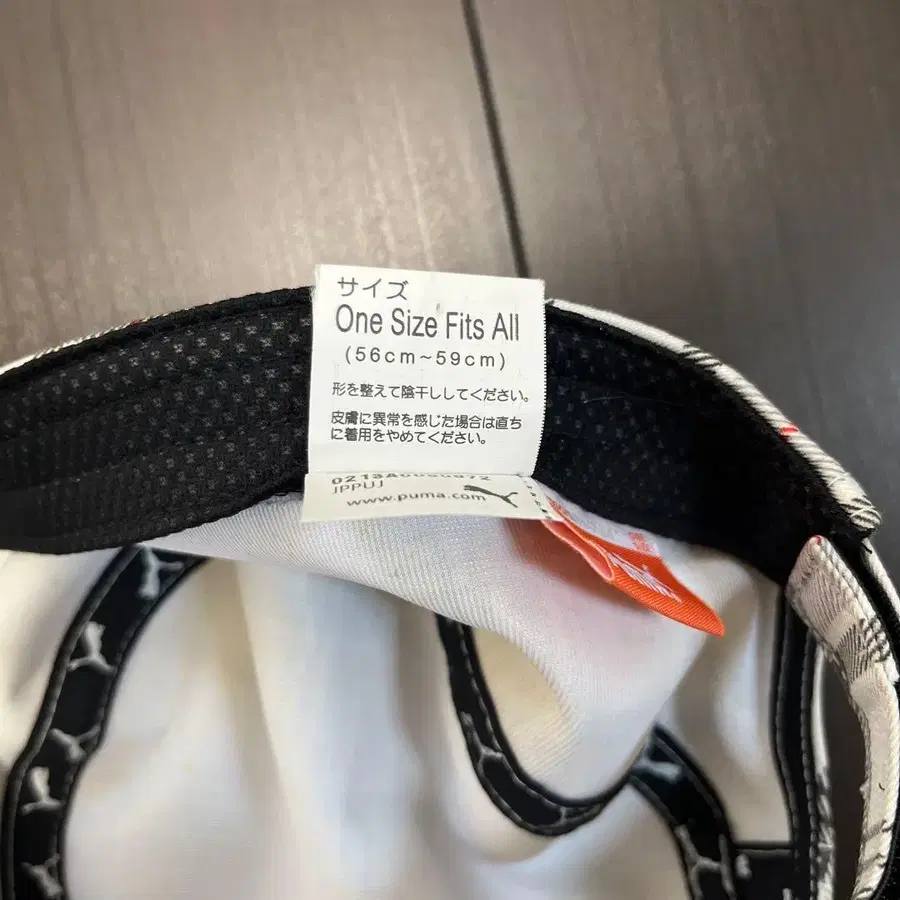 サイズ
One Size Fits All
(56cm~59cm)
形を整えて陰干ししてください。
皮膚に異常を感じた場合は直ち
に着用をやめてください。
JPPUJ
www.puma.com